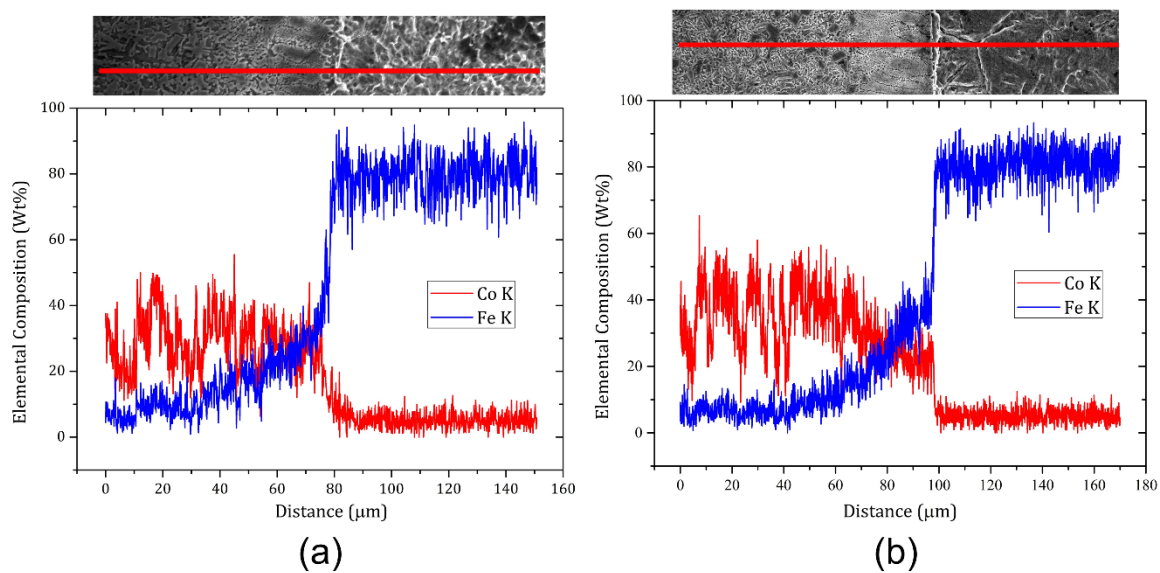 100
80
60
40
20
0
Elemental Composition (Wt%)
Co K
Fe K
0 20 40 60 80 100 120 140 160
Distance (μm)
(a)
100
80
60
40
20
0
Elemental Composition (Wt%)
Co K
Fe K
0 20 40 60 80 100 120 140 160 180
Distance (μm)
(b)